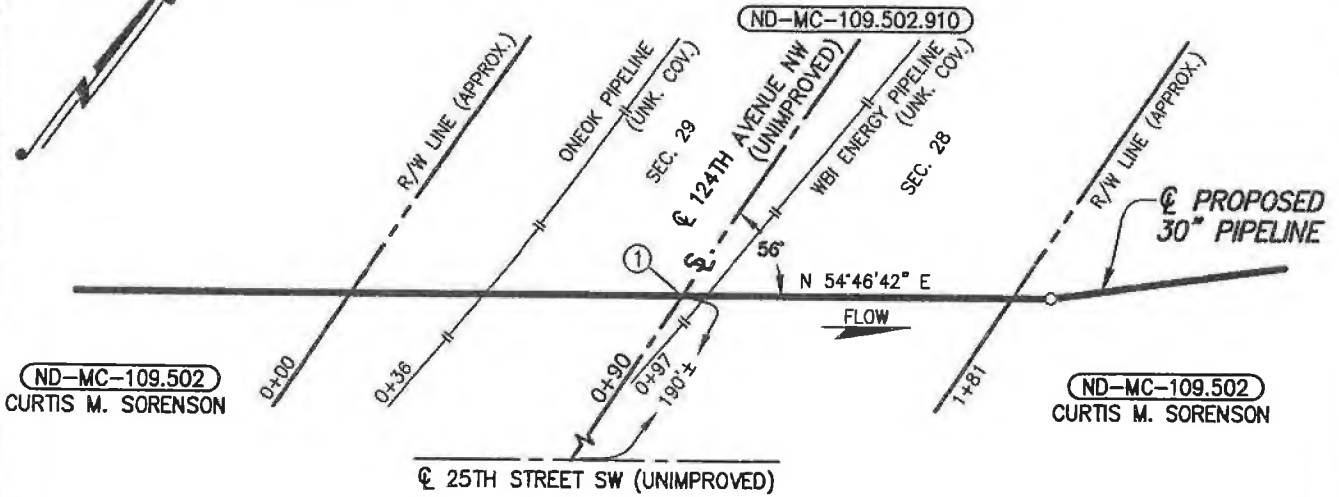 ND-MC-109.502.910
R/W LINE (APPROX.)
ONEOK PIPELINE
(UNK. COV.)
SEC. 29
℄ 124TH AVENUE NW
(UNIMPROVED)
WBI ENERGY PIPELINE
(UNK. COV.)
SEC. 28
R/W LINE (APPROX.)
℄ PROPOSED
30" PIPELINE
1
SL
56°
N 54°46'42" E
FLOW
ND-MC-109.502
CURTIS M. SORENSON
0+00
0+36
0+90
0+97
190'±
1+81
ND-MC-109.502
CURTIS M. SORENSON
℄ 25TH STREET SW (UNIMPROVED)